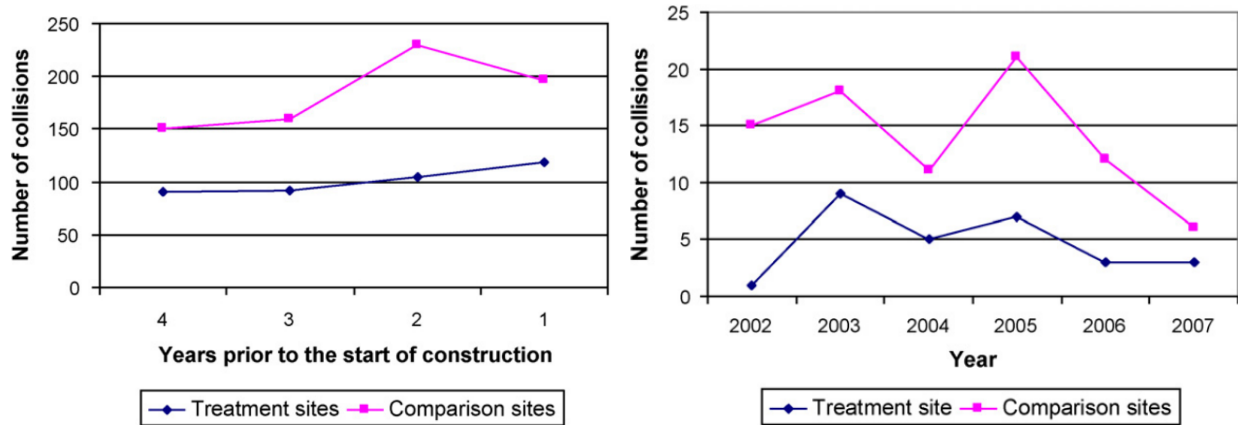 Number of collisions
250
200
150
100
50
0
4 3 2 1
Years prior to the start of construction
Treatment sites Comparison sites
Number of collisions
25
20
15
10
5
0
2002 2003 2004 2005 2006 2007
Year
Treatment site Comparison sites